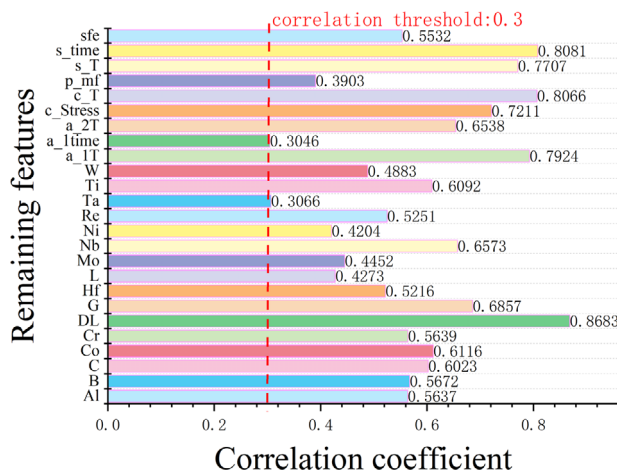 correlation threshold:0.3
sfe 0.5532
s_time 0.8081
s_T 0.7707
p_mf 0.3903
c_T 0.8066
c_Stress 0.7211
a_2T 0.6538
a_1time 0.3046
a_1T 0.7924
W 0.4883
Ti 0.6092
Ta 0.3066
Re 0.5251
Ni 0.4204
Nb 0.6573
Mo 0.4452
L 0.4273
Hf 0.5216
G 0.6857
DL 0.8683
Cr 0.5639
Co 0.6116
C 0.6023
B 0.5672
Al 0.5637
0.0 0.2 0.4 0.6 0.8
Correlation coefficient
Remaining features